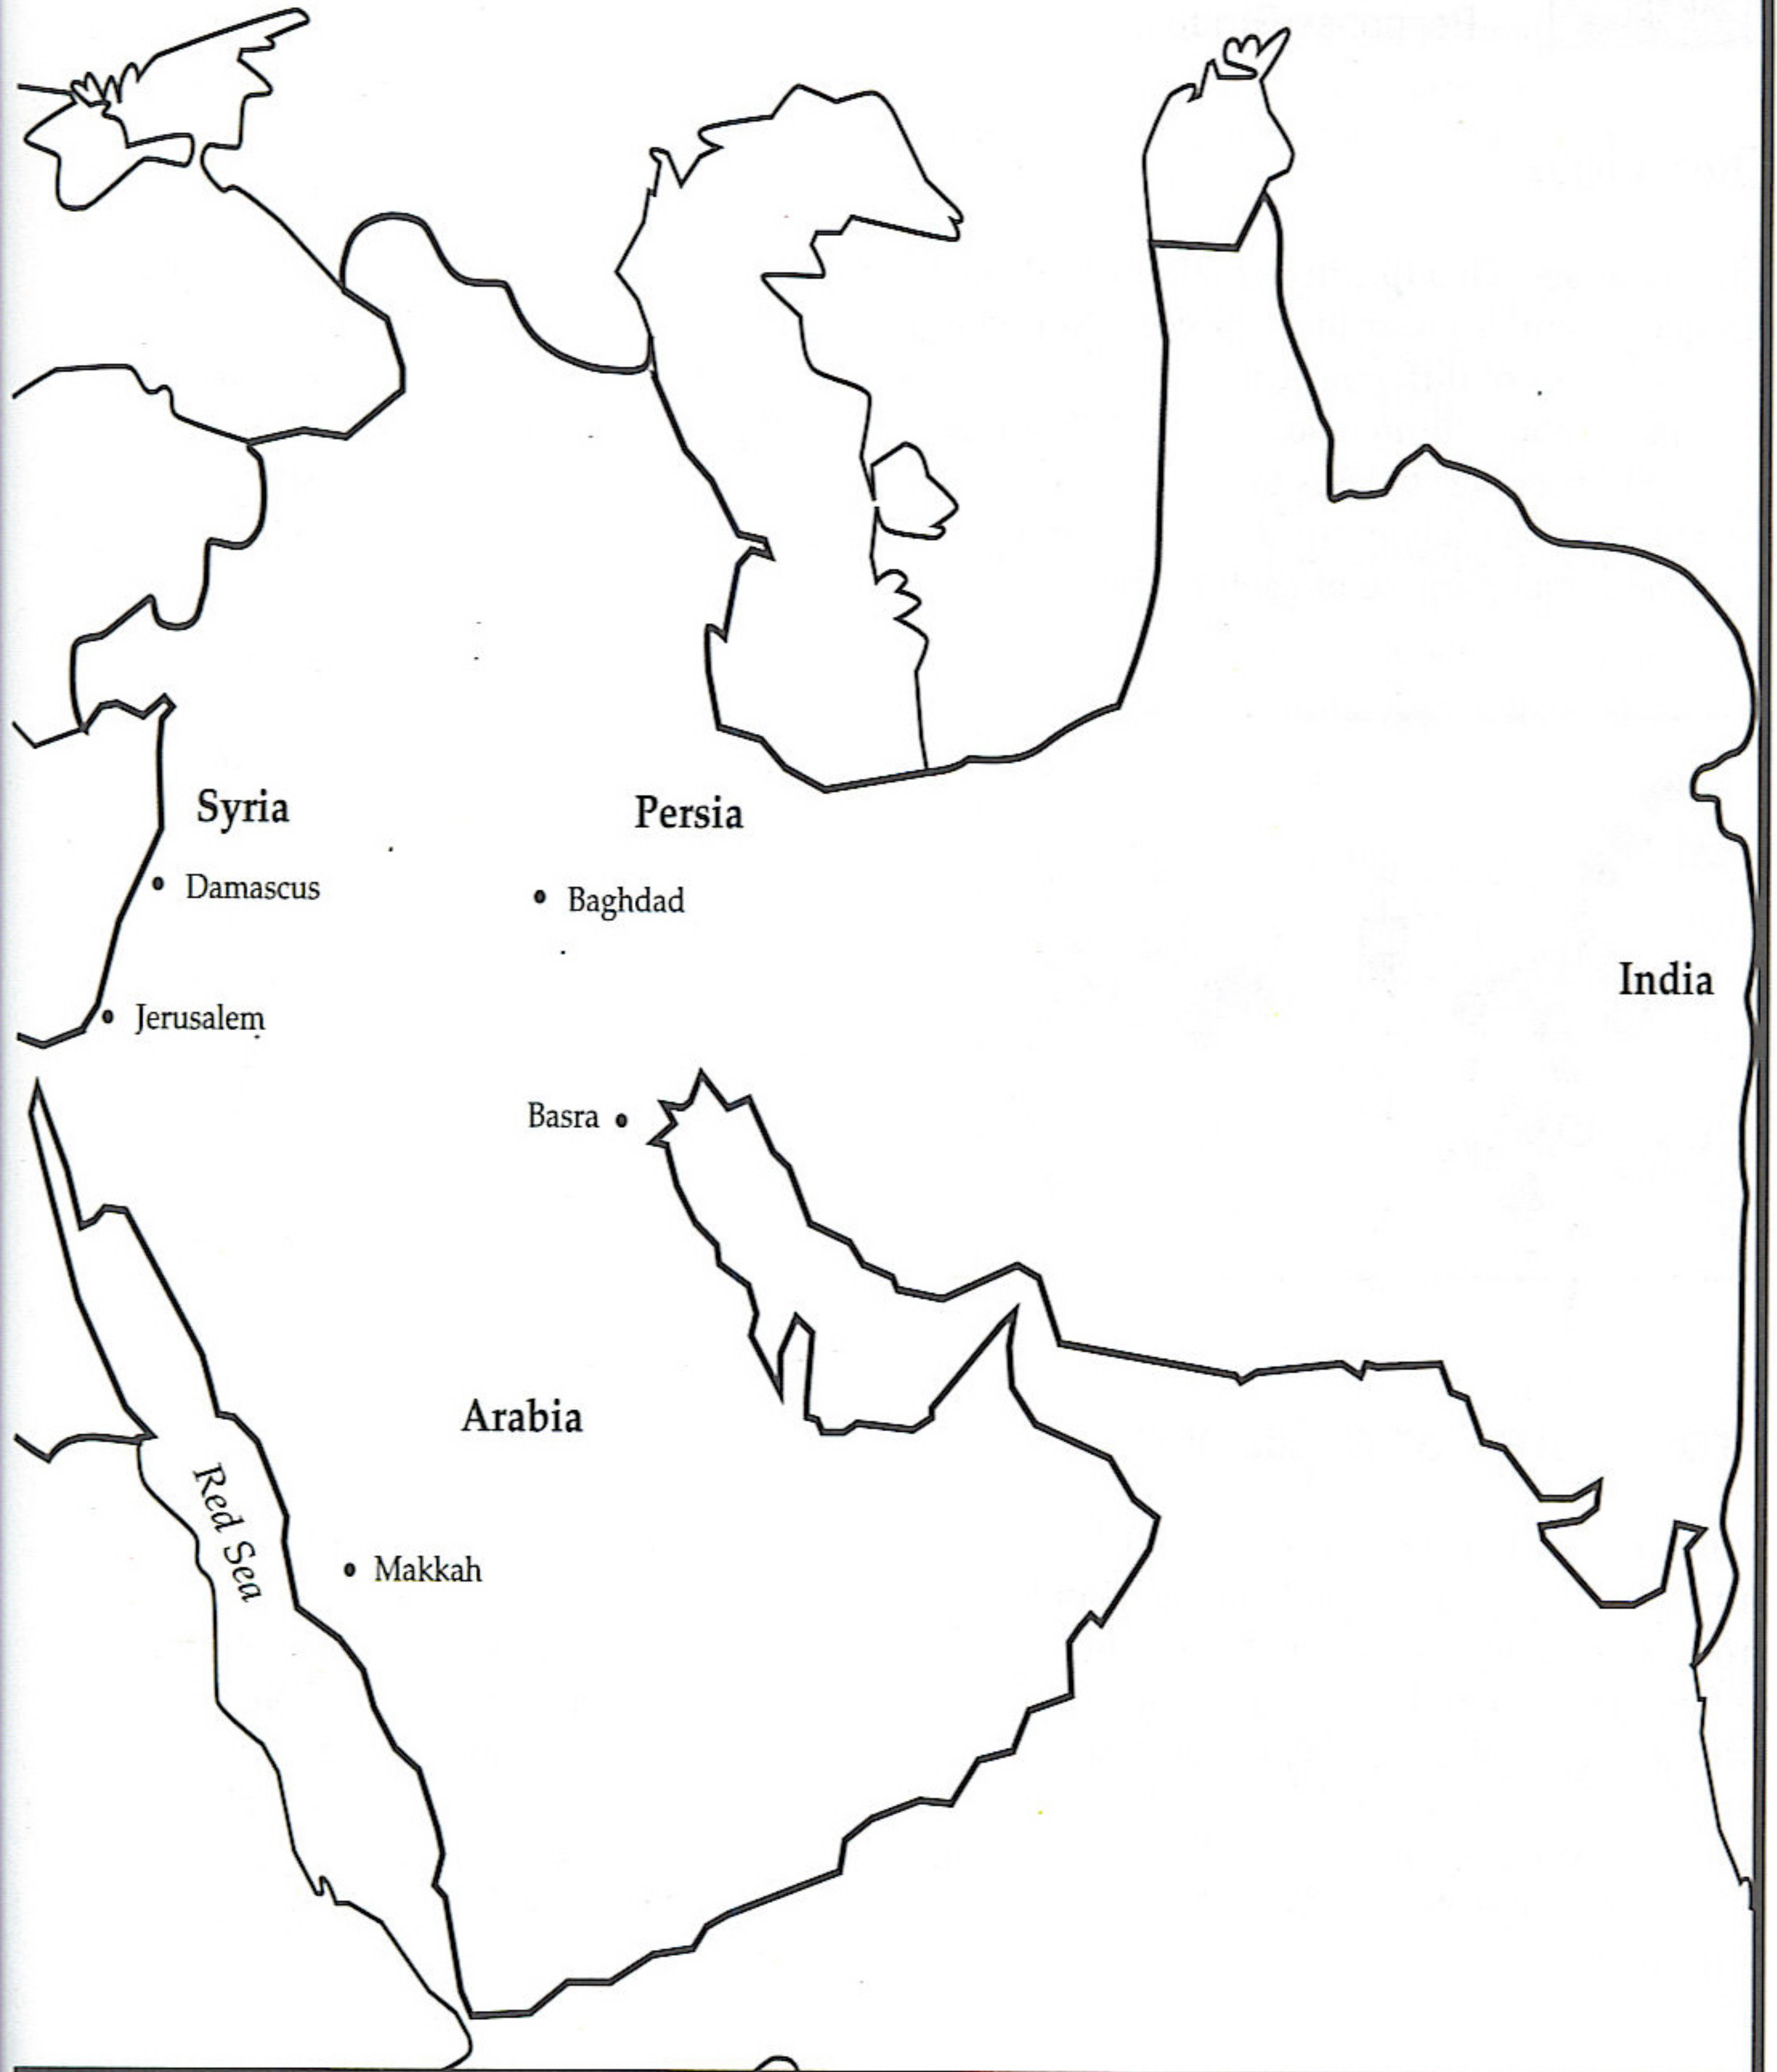 Syria
Persia
Damascus
Baghdad
India
Jerusalem
Basra
Arabia
Red Sea
Makkah